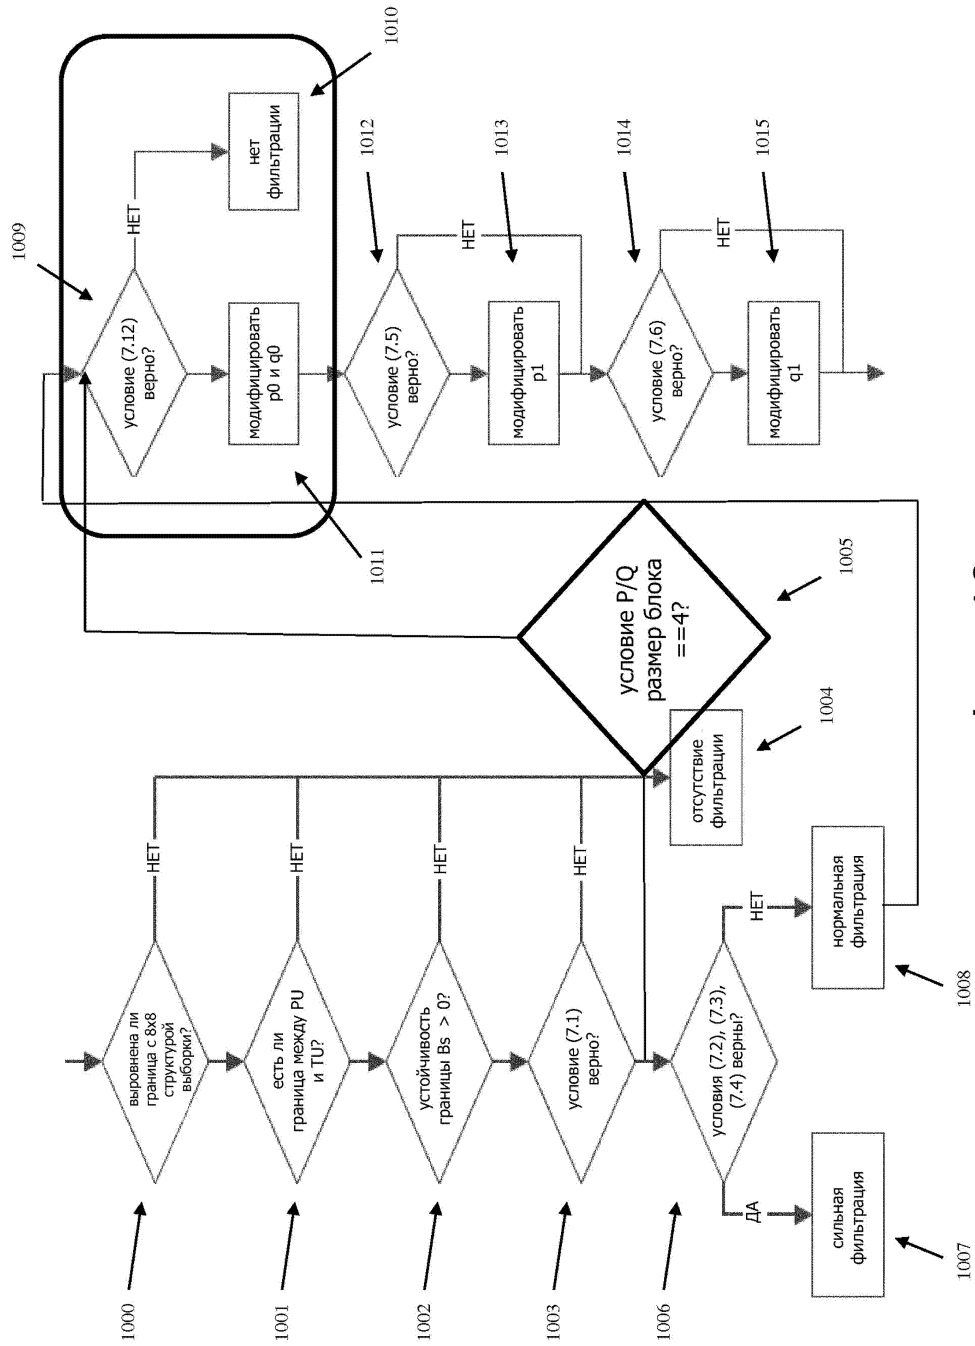 1000
выровнена ли
граница с 8x8
структурой
выборки?
НЕТ
1001
есть ли
граница между PU
и TU?
НЕТ
1002
устойчивость
границы Bs > 0?
НЕТ
1003
условие (7.1)
верно?
НЕТ
отсутствие
фильтрации
1004
условие P/Q
размер блока
==4?
1005
1006
условия (7.2), (7.3),
(7.4) верны?
ДА
НЕТ
сильная
фильтрация
1007
нормальная
фильтрация
1008
1009
условие (7.12)
верно?
НЕТ
нет
фильтрации
1010
модифицировать
p0 и q0
1011
1012
условие (7.5)
верно?
НЕТ
модифицировать
p1
1013
1014
условие (7.6)
верно?
НЕТ
модифицировать
q1
1015